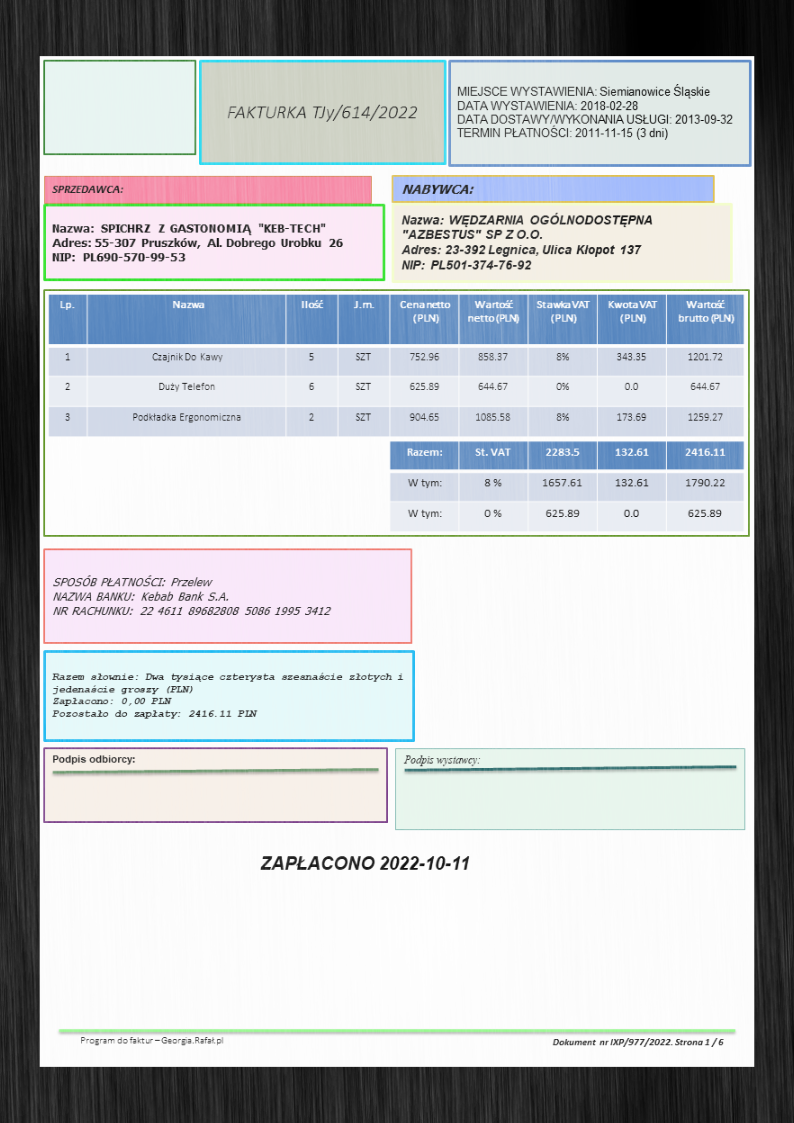 FAKTURKA TJy/614/2022
MIEJSCE WYSTAWIENIA: Siemianowice Śląskie
DATA WYSTAWIENIA: 2018-02-28
DATA DOSTAWY/WYKONANIA USŁUGI: 2013-09-32
TERMIN PŁATNOŚCI: 2011-11-15 (3 dni)
SPRZEDAWCA:
Nazwa: SPICHRZ Z GASTONOMIĄ "KEB-TECH"
Adres: 55-307 Pruszków, Al. Dobrego Urobku 26
NIP: PL690-570-99-53
NABYWCA:
Nazwa: WĘDZARNIA OGÓLNODOSTĘPNA
"AZBESTUS" SP Z O.O.
Adres: 23-392 Legnica, Ulica Kłopot 137
NIP: PL501-374-76-92
Lp. Nazwa Ilość J.m. Cena netto (PLN) Wartość netto (PLN) Stawka VAT (PLN) Kwota VAT (PLN) Wartość brutto (PLN)
1 Czajnik Do Kawy 5 SZT 752.96 858.37 8% 343.35 1201.72
2 Duży Telefon 6 SZT 625.89 644.67 0% 0.0 644.67
3 Podkładka Ergonomiczna 2 SZT 904.65 1085.58 8% 173.69 1259.27
Razem: St. VAT 2283.5 132.61 2416.11
W tym: 8 % 1657.61 132.61 1790.22
W tym: 0 % 625.89 0.0 625.89
SPOSÓB PŁATNOŚCI: Przelew
NAZWA BANKU: Kebab Bank S.A.
NR RACHUNKU: 22 4611 89682808 5086 1995 3412
Razem słownie: Dwa tysiące czterysta szesnaście złotych i
jedenaście groszy (PLN)
Zapłacono: 0,00 PLN
Pozostało do zapłaty: 2416.11 PLN
Podpis odbiorcy:
Podpis wystawcy:
ZAPŁACONO 2022-10-11
Program do faktur – Georgia.Rafał.pl
Dokument nr IXP/977/2022. Strona 1 / 6